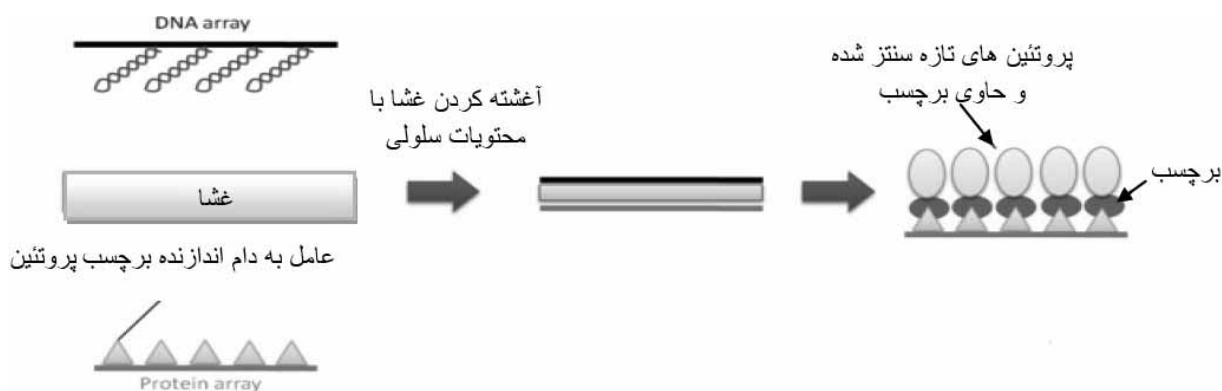 DNA array
پروتئین های تازه سنتز شده
و حاوی برچسب
آغشته کردن غشا با
محتویات سلولی
برچسب
غشا
عامل به دام اندازنده برچسب پروتئین
Protein array